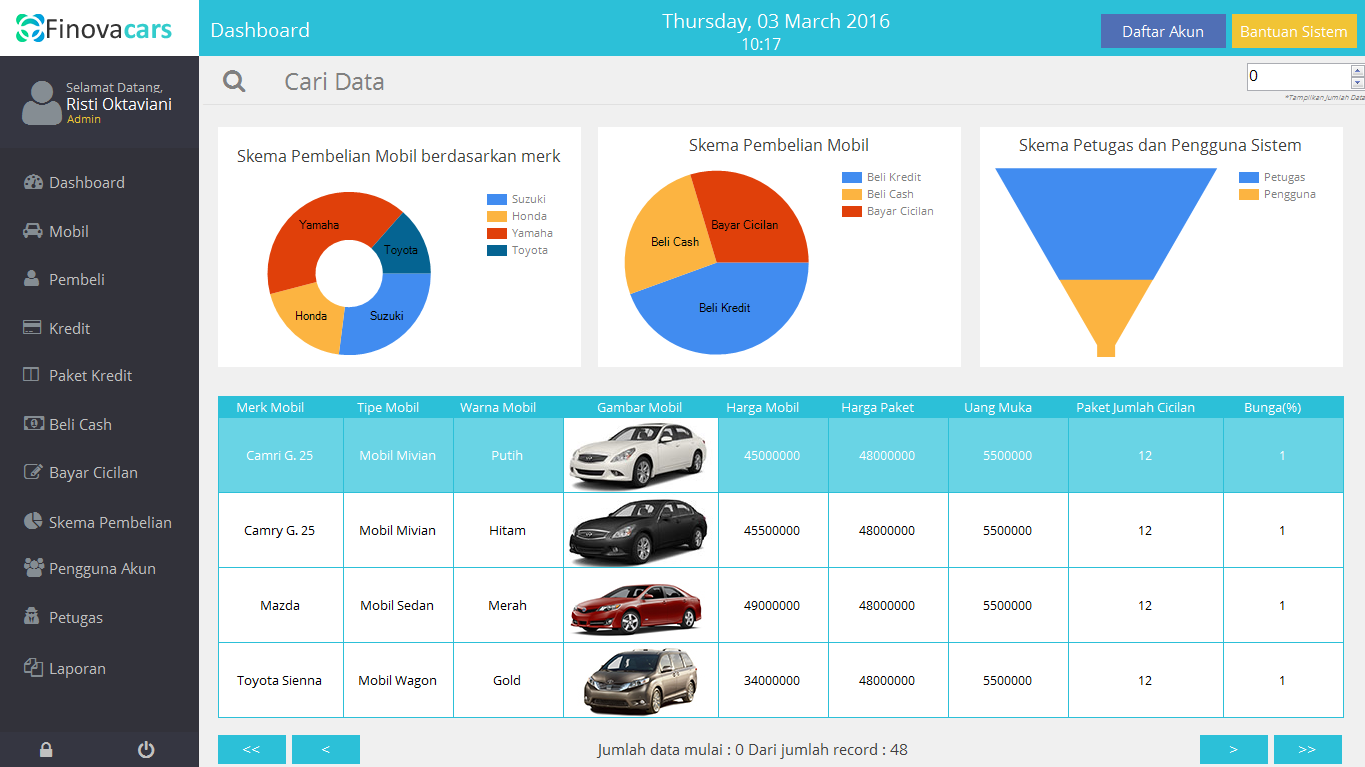 Finovacars
Dashboard
Thursday, 03 March 2016
10:17
Daftar Akun
Bantuan Sistem
Selamat Datang,
Risti Oktaviani
Admin
Cari Data
0
*Tampilkan Jumlah Data
Dashboard
Mobil
Pembeli
Kredit
Paket Kredit
Beli Cash
Bayar Cicilan
Skema Pembelian
Pengguna Akun
Petugas
Laporan
Skema Pembelian Mobil berdasarkan merk
Yamaha
Toyota
Honda
Suzuki
Suzuki
Honda
Yamaha
Toyota
Skema Pembelian Mobil
Bayar Cicilan
Beli Cash
Beli Kredit
Beli Kredit
Beli Cash
Bayar Cicilan
Skema Petugas dan Pengguna Sistem
Petugas
Pengguna
Merk Mobil Tipe Mobil Warna Mobil Gambar Mobil Harga Mobil Harga Paket Uang Muka Paket Jumlah Cicilan Bunga(%)
Camri G. 25 Mobil Mivian Putih 45000000 48000000 5500000 12 1
Camry G. 25 Mobil Mivian Hitam 45500000 48000000 5500000 12 1
Mazda Mobil Sedan Merah 49000000 48000000 5500000 12 1
Toyota Sienna Mobil Wagon Gold 34000000 48000000 5500000 12 1
<< < Jumlah data mulai : 0 Dari jumlah record : 48 > >>